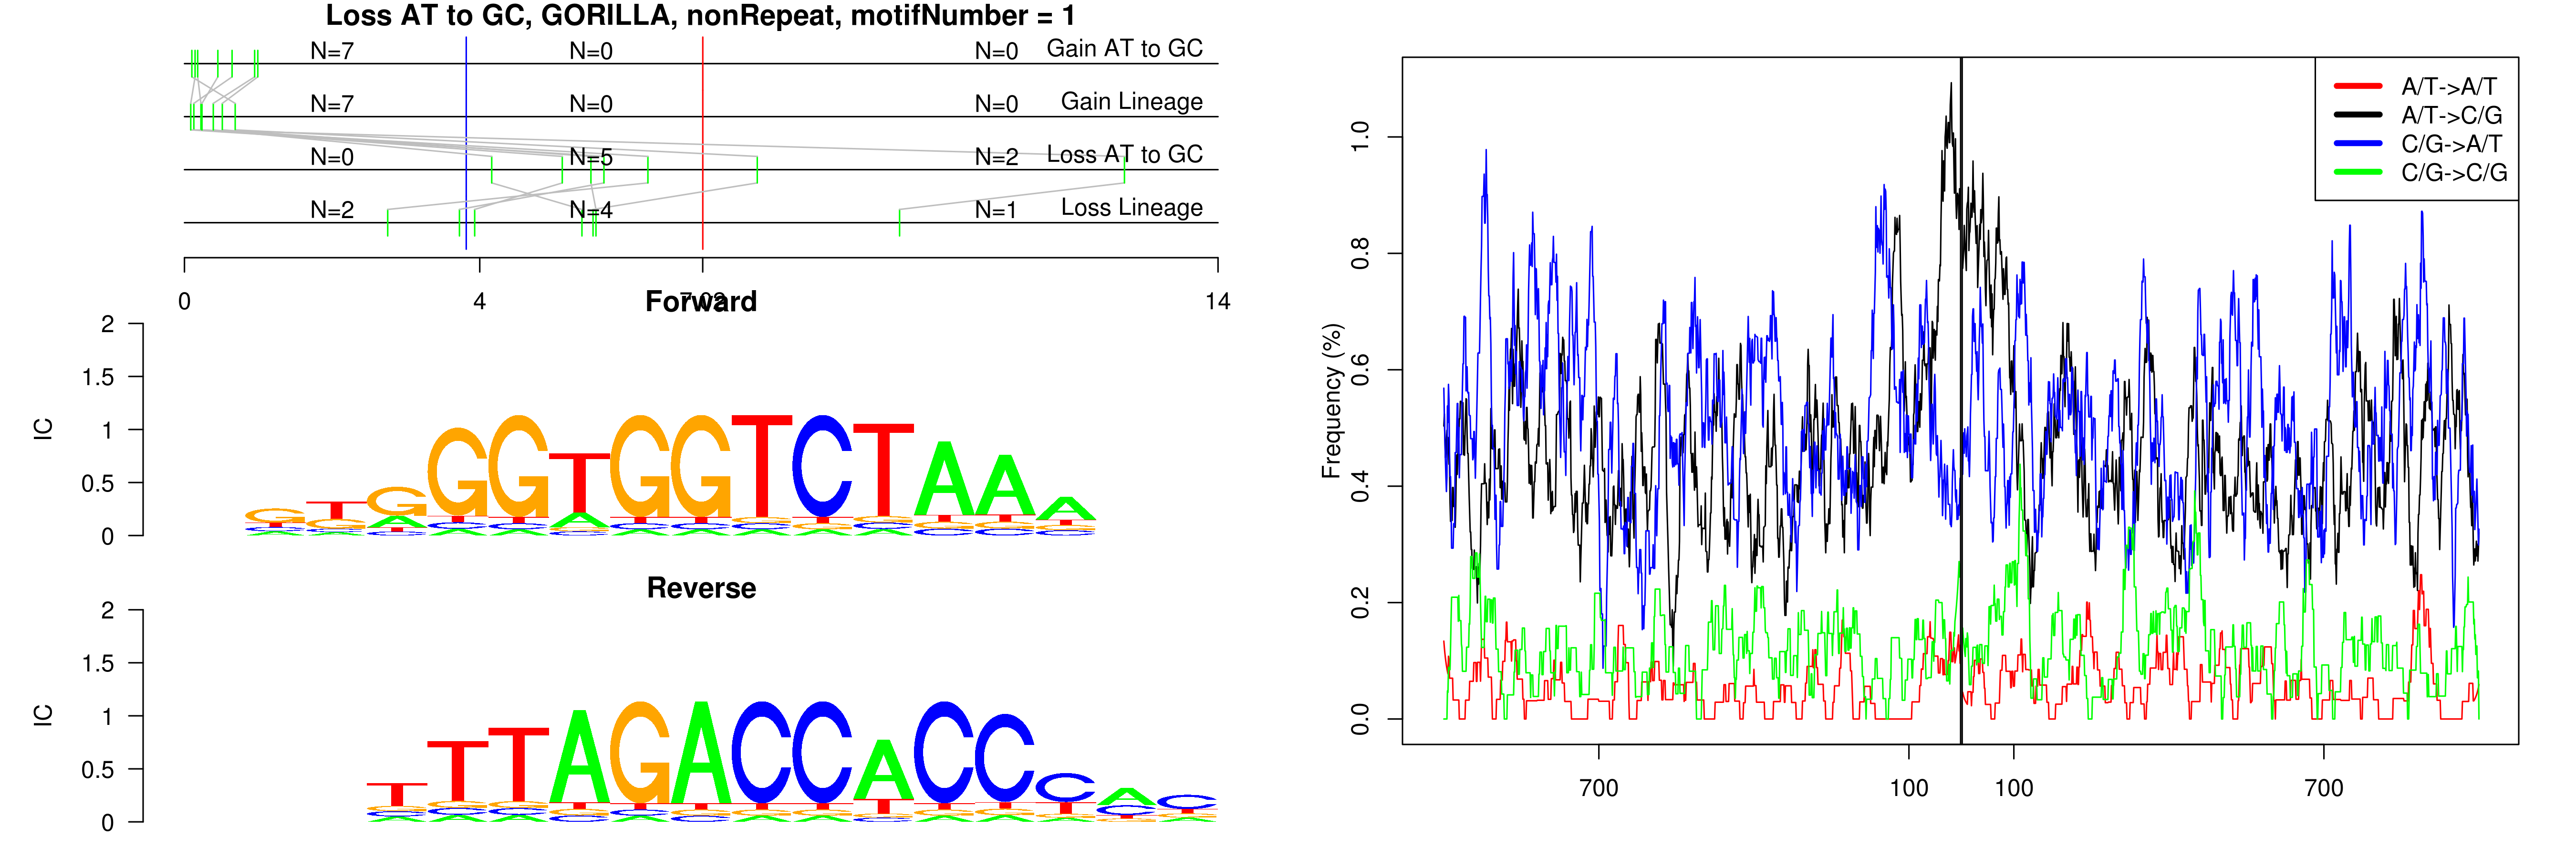 Loss AT to GC, GORILLA, nonRepeat, motifNumber = 1
N=7 N=0 N=0 Gain AT to GC
N=7 N=0 N=0 Gain Lineage
N=0 N=5 N=2 Loss AT to GC
N=2 N=4 N=1 Loss Lineage
0 4 14
Forward
2
1.5
1
0.5
0
IC
GGTGGTCTAAA
Reverse
2
1.5
1
0.5
0
IC
TTTAGACCACCCAC
A/T->A/T
A/T->C/G
C/G->A/T
C/G->C/G
Frequency (%)
1.0
0.8
0.6
0.4
0.2
0.0
700 100 100 700